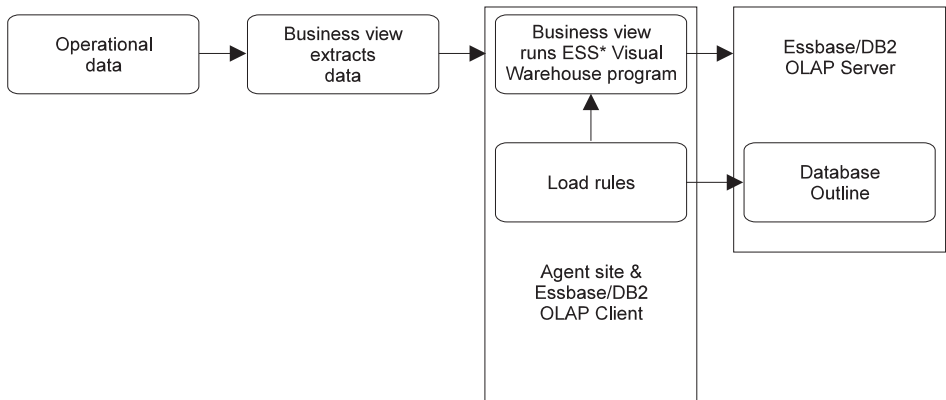 Operational
data
Business view
extracts
data
Business view
runs ESS* Visual
Warehouse program
Essbase/DB2
OLAP Server
Load rules
Database
Outline
Agent site &
Essbase/DB2
OLAP Client